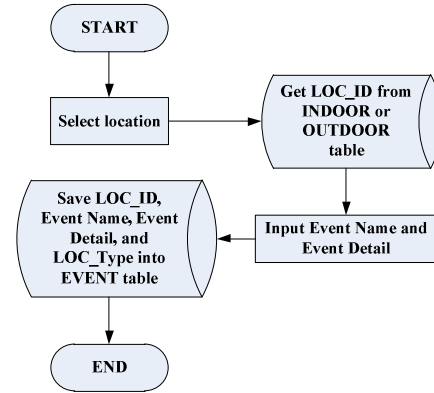 START
Select location
Get LOC_ID from
INDOOR or
OUTDOOR
table
Input Event Name and
Event Detail
Save LOC_ID,
Event Name, Event
Detail, and
LOC_Type into
EVENT table
END